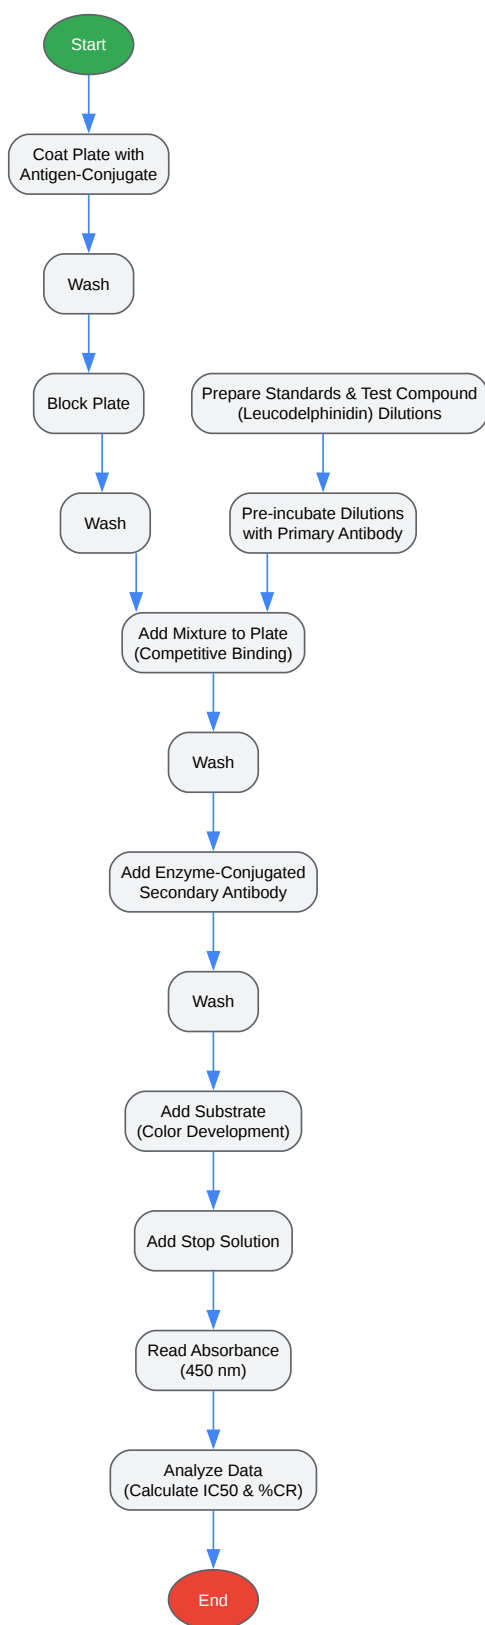 Start
Coat Plate with
Antigen-Conjugate
Wash
Block Plate
Prepare Standards & Test Compound
(Leucodelphinidin) Dilutions
Wash
Pre-incubate Dilutions
with Primary Antibody
Add Mixture to Plate
(Competitive Binding)
Wash
Add Enzyme-Conjugated
Secondary Antibody
Wash
Add Substrate
(Color Development)
Add Stop Solution
Read Absorbance
(450 nm)
Analyze Data
(Calculate IC50 & %CR)
End